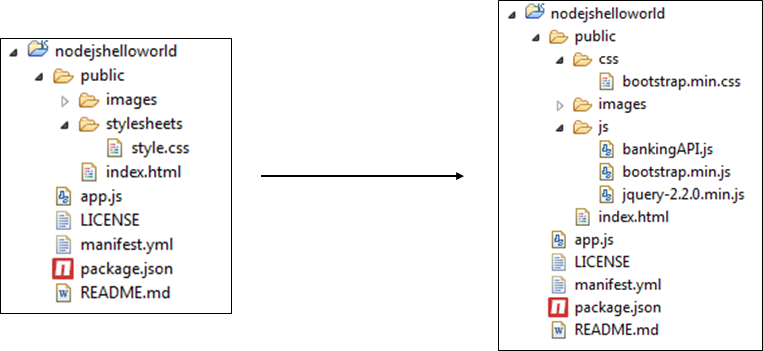 nodejshelloworld
public
images
stylesheets
style.css
index.html
app.js
LICENSE
manifest.yml
package.json
README.md
nodejshelloworld
public
css
bootstrap.min.css
images
js
bankingAPI.js
bootstrap.min.js
jquery-2.2.0.min.js
index.html
app.js
LICENSE
manifest.yml
package.json
README.md